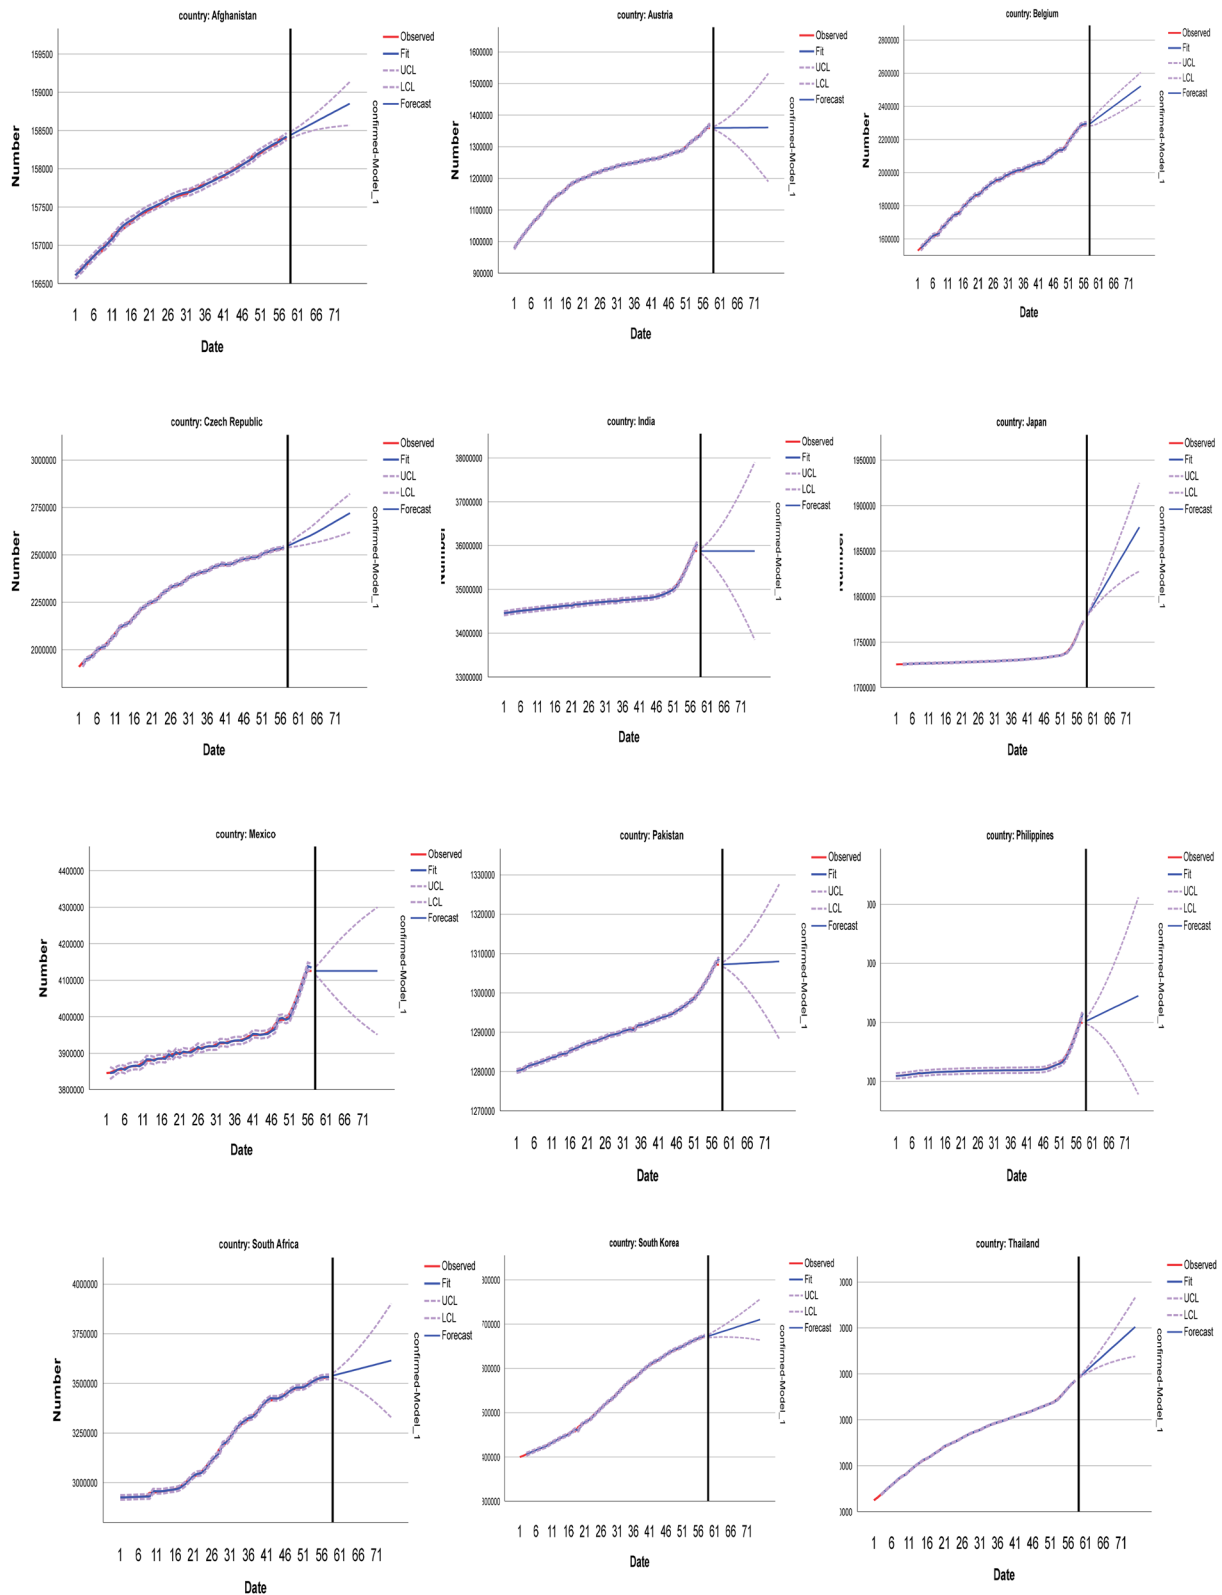 country: Afghanistan
159500
159000
158500
158000
157500
157000
156500
Number
1 6 11 16 21 26 31 36 41 46 51 56 61 66 71
Date
Observed
Fit
UCL
LCL
Forecast
confirmed-Model_1
country: Austria
1600000
1500000
1400000
1300000
1200000
1100000
1000000
900000
Number
1 6 11 16 21 26 31 36 41 46 51 56 61 66 71
Date
Observed
Fit
UCL
LCL
Forecast
confirmed-Model_1
country: Belgium
2800000
2600000
2400000
2200000
2000000
1800000
1600000
Number
1 6 11 16 21 26 31 36 41 46 51 56 61 66 71
Date
Observed
Fit
UCL
LCL
Forecast
confirmed-Model_1
country: Czech Republic
3000000
2750000
2500000
2250000
2000000
Number
1 6 11 16 21 26 31 36 41 46 51 56 61 66 71
Date
Observed
Fit
UCL
LCL
Forecast
confirmed-Model_1
country: India
38000000
37000000
36000000
35000000
34000000
33000000
Number
1 6 11 16 21 26 31 36 41 46 51 56 61 66 71
Date
Observed
Fit
UCL
LCL
Forecast
confirmed-Model_1
country: Japan
1950000
1900000
1850000
1800000
1750000
1700000
1 6 11 16 21 26 31 36 41 46 51 56 61 66 71
Date
Observed
Fit
UCL
LCL
Forecast
confirmed-Model_1
country: Mexico
4400000
4300000
4200000
4100000
4000000
3900000
3800000
Number
1 6 11 16 21 26 31 36 41 46 51 56 61 66 71
Date
Observed
Fit
UCL
LCL
Forecast
confirmed-Model_1
country: Pakistan
1330000
1320000
1310000
1300000
1290000
1280000
1270000
1 6 11 16 21 26 31 36 41 46 51 56 61 66 71
Date
Observed
Fit
UCL
LCL
Forecast
confirmed-Model_1
country: Philippines
1 6 11 16 21 26 31 36 41 46 51 56 61 66 71
Date
Observed
Fit
UCL
LCL
Forecast
confirmed-Model_1
country: South Africa
4000000
3750000
3500000
3250000
3000000
Number
1 6 11 16 21 26 31 36 41 46 51 56 61 66 71
Date
Observed
Fit
UCL
LCL
Forecast
confirmed-Model_1
country: South Korea
800000
700000
600000
500000
400000
300000
1 6 11 16 21 26 31 36 41 46 51 56 61 66 71
Date
Observed
Fit
UCL
LCL
Forecast
confirmed-Model_1
country: Thailand
1 6 11 16 21 26 31 36 41 46 51 56 61 66 71
Date
Observed
Fit
UCL
LCL
Forecast
confirmed-Model_1